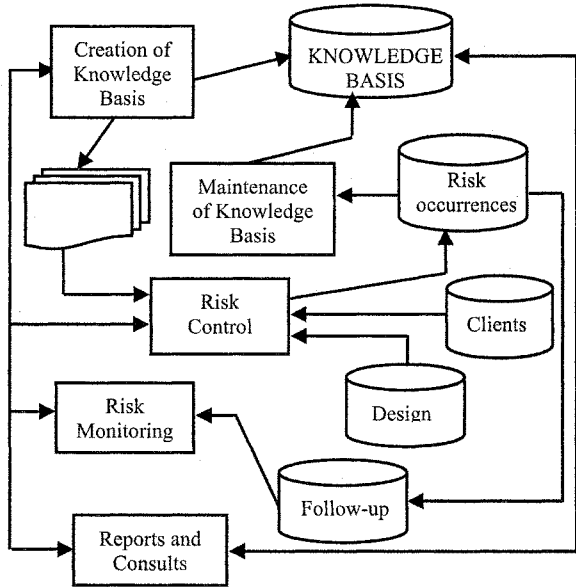 Creation of
Knowledge
Basis
KNOWLEDGE
BASIS
Maintenance
of Knowledge
Basis
Risk
occurrences
Risk
Control
Clients
Design
Risk
Monitoring
Follow-up
Reports and
Consults